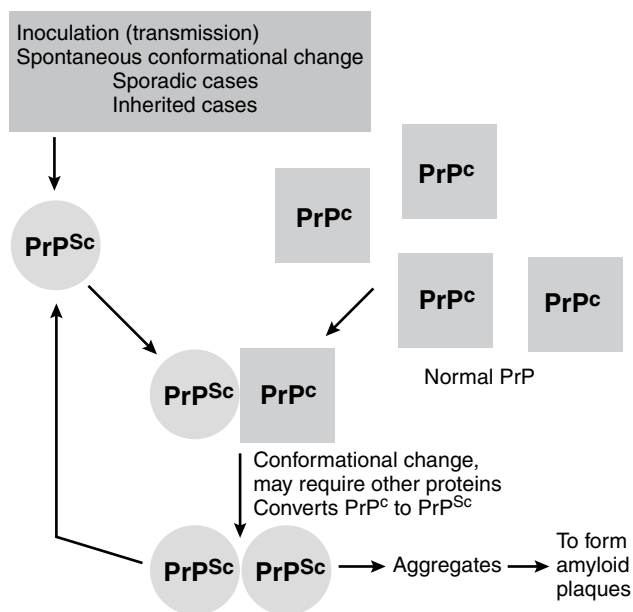 Inoculation (transmission)
Spontaneous conformational change
Sporadic cases
Inherited cases
PrPᶜ
PrPᶜ
PrPSc
PrPᶜ
PrPᶜ
Normal PrP
PrPSc
PrPᶜ
Conformational change,
may require other proteins
Converts PrPᶜ to PrPSc
PrPSc
PrPSc
Aggregates
To form
amyloid
plaques